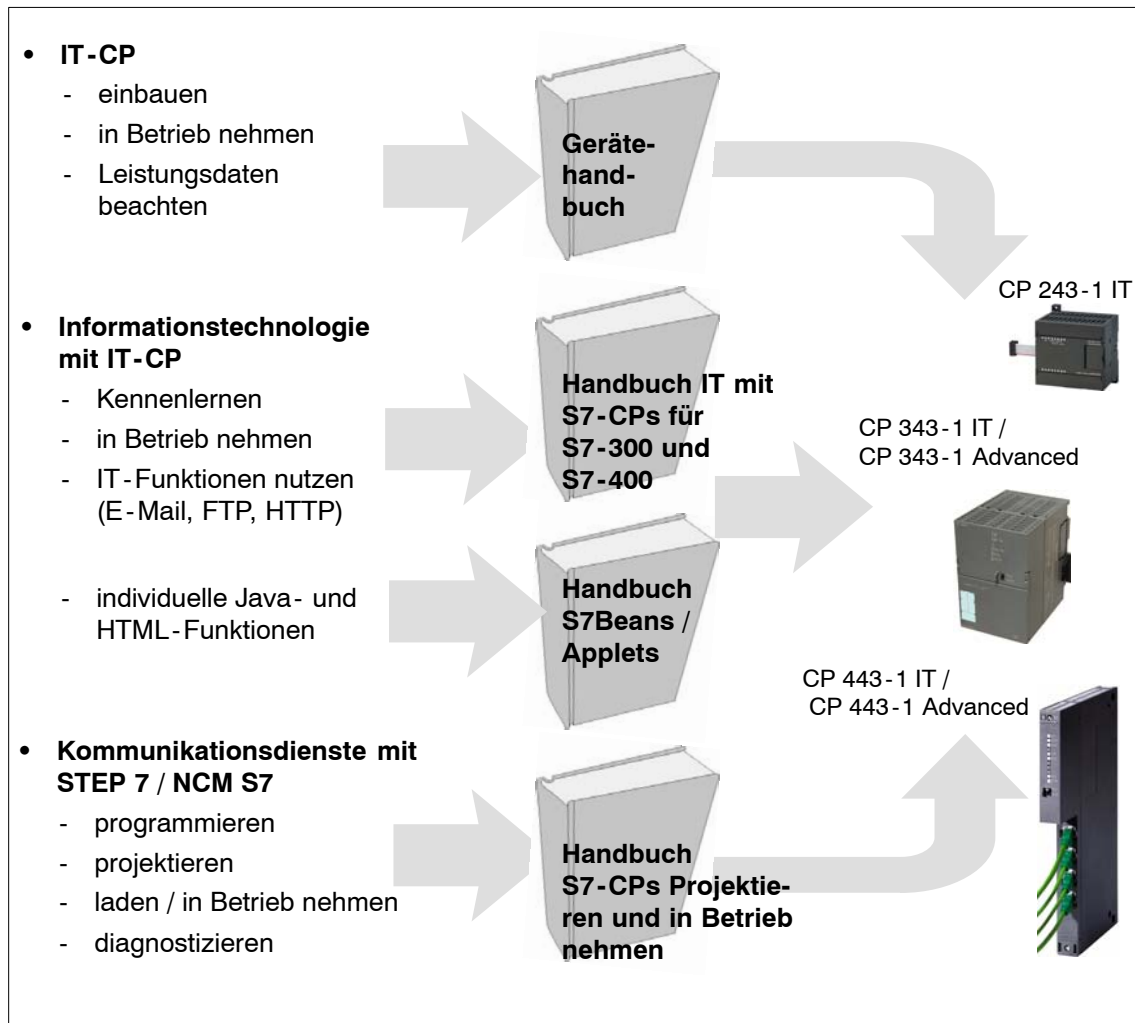 • IT-CP
- einbauen
- in Betrieb nehmen
- Leistungsdaten
beachten
Geräte-
hand-
buch
CP 243-1 IT
• Informationstechnologie
mit IT-CP
- Kennenlernen
- in Betrieb nehmen
- IT-Funktionen nutzen
(E-Mail, FTP, HTTP)
- individuelle Java- und
HTML-Funktionen
Handbuch IT mit
S7-CPs für
S7-300 und
S7-400
Handbuch
S7Beans /
Applets
CP 343-1 IT /
CP 343-1 Advanced
CP 443-1 IT /
CP 443-1 Advanced
• Kommunikationsdienste mit
STEP 7 / NCM S7
- programmieren
- projektieren
- laden / in Betrieb nehmen
- diagnostizieren
Handbuch
S7-CPs Projektie-
ren und in Betrieb
nehmen